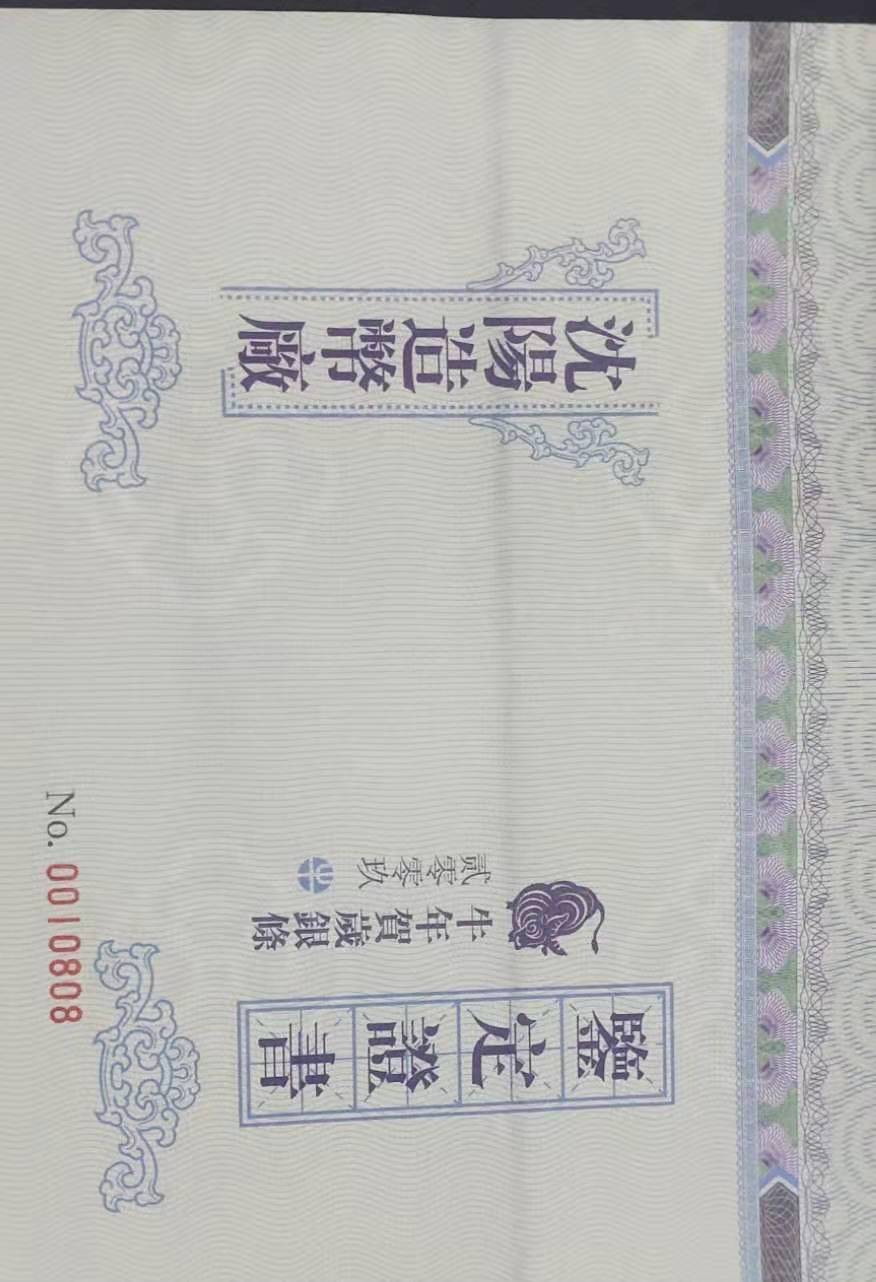 沈陽造幣廠
貳零零玖
牛年賀歲銀條
鑒定證書
No. 0010808